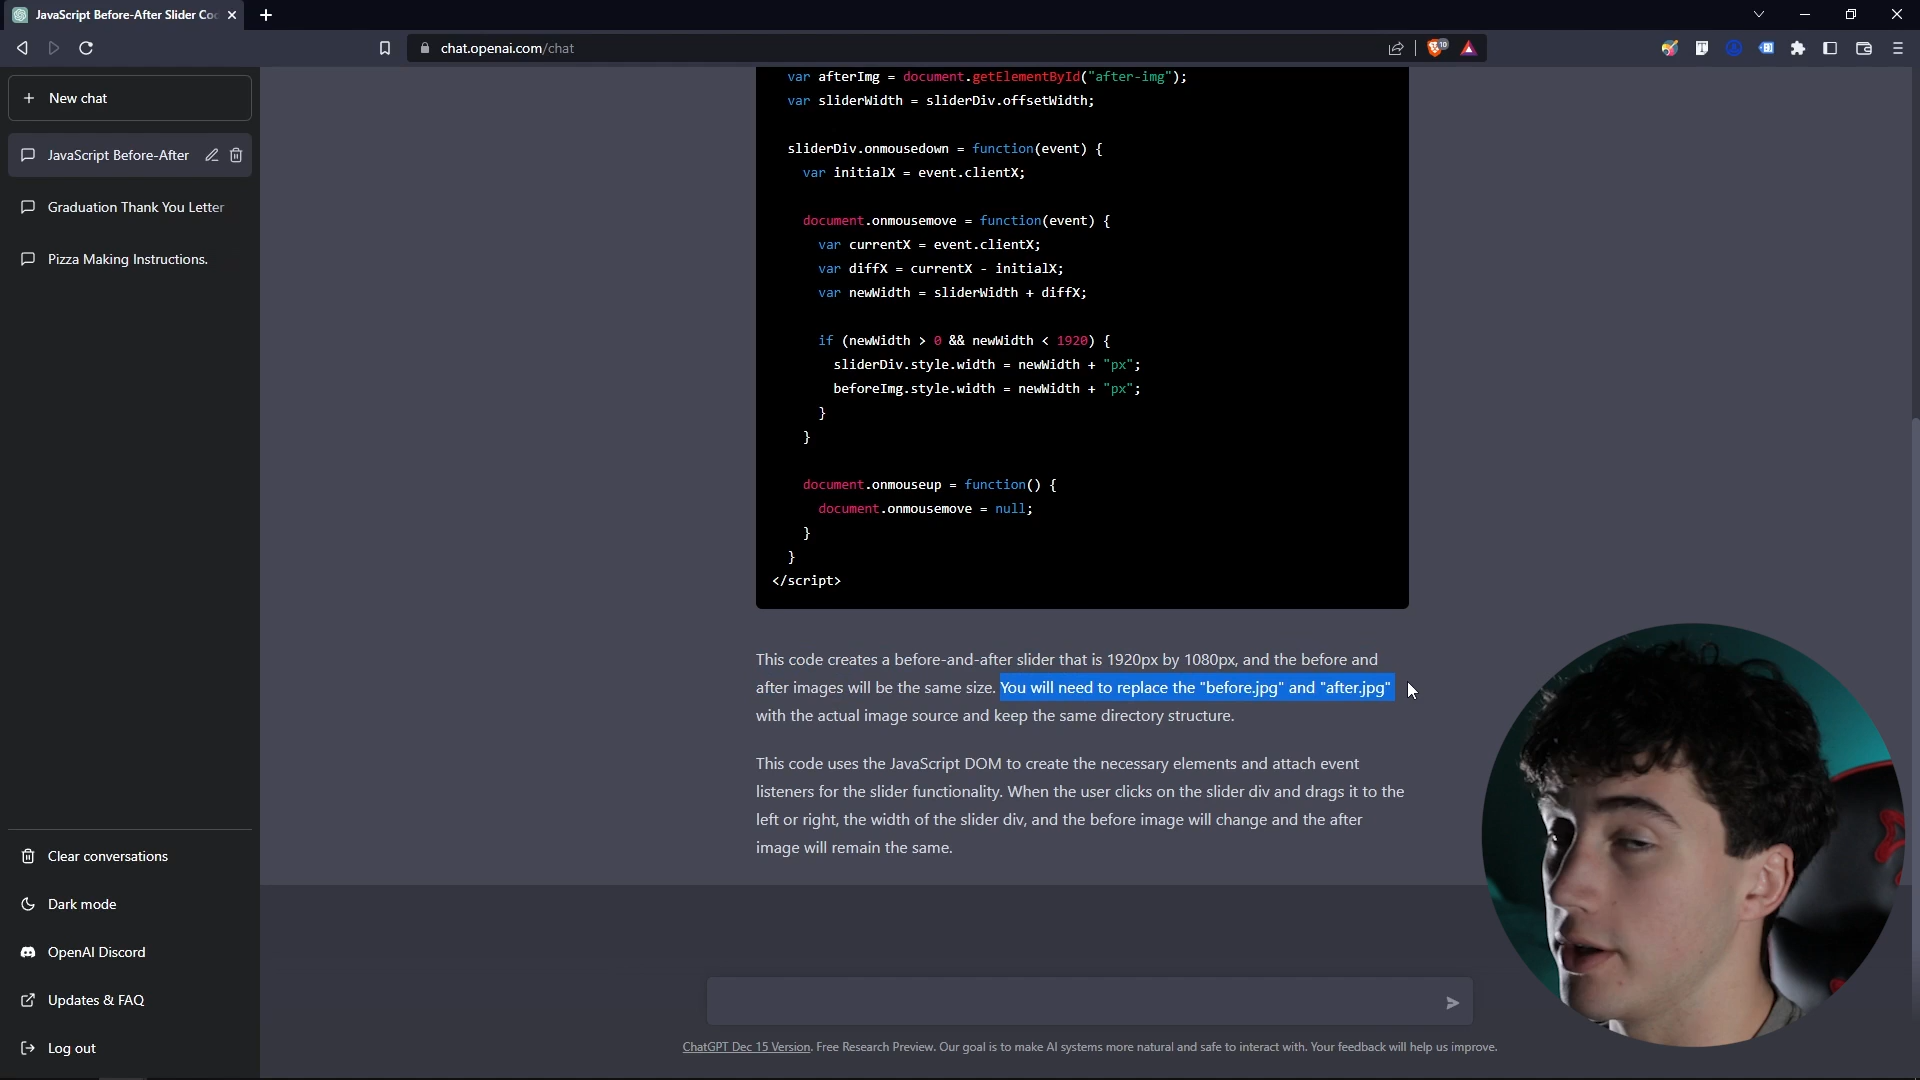 JavaScript Before-After Slider Co
chat.openai.com/chat
10
New chat
JavaScript Before-After
Graduation Thank You Letter
Pizza Making Instructions.
Clear conversations
Dark mode
OpenAI Discord
Updates & FAQ
Log out
var afterImg = document.getElementById("after-img");
var sliderWidth = sliderDiv.offsetWidth;
sliderDiv.onmousedown = function(event) {
var initialX = event.clientX;
document.onmousemove = function(event) {
var currentX = event.clientX;
var diffX = currentX - initialX;
var newWidth = sliderWidth + diffX;
if (newWidth > 0 && newWidth < 1920) {
sliderDiv.style.width = newWidth + "px";
beforeImg.style.width = newWidth + "px";
}
}
document.onmouseup = function() {
document.onmousemove = null;
}
}
</script>
This code creates a before-and-after slider that is 1920px by 1080px, and the before and
after images will be the same size. You will need to replace the "before.jpg" and "after.jpg"
with the actual image source and keep the same directory structure.
This code uses the JavaScript DOM to create the necessary elements and attach event
listeners for the slider functionality. When the user clicks on the slider div and drags it to the
left or right, the width of the slider div, and the before image will change and the after
image will remain the same.
ChatGPT Dec 15 Version. Free Research Preview. Our goal is to make AI systems more natural and safe to interact with. Your feedback will help us improve.